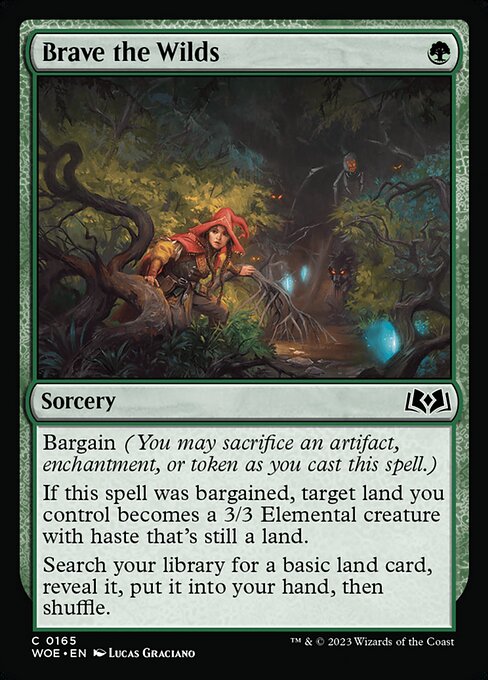 Brave the Wilds
Sorcery
Bargain (You may sacrifice an artifact,
enchantment, or token as you cast this spell.)
If this spell was bargained, target land you
control becomes a 3/3 Elemental creature
with haste that's still a land.
Search your library for a basic land card,
reveal it, put it into your hand, then
shuffle.
C 0165
WOE • EN Lucas Graciano
™ & © 2023 Wizards of the Coast